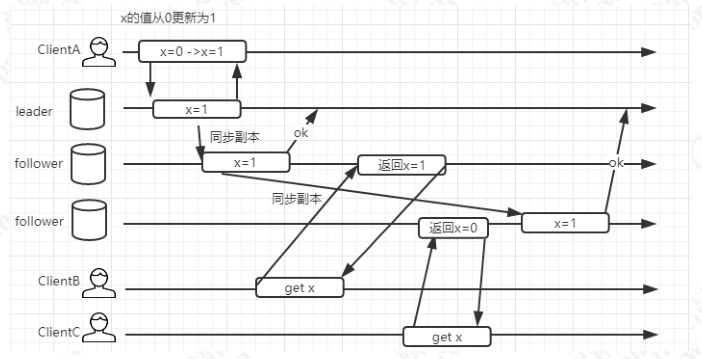 x的值从0更新为1
ClientA
x=0 ->x=1
leader
x=1
同步副本
ok
follower
x=1
返回x=1
ok
同步副本
follower
返回x=0
x=1
ClientB
get x
ClientC
get x